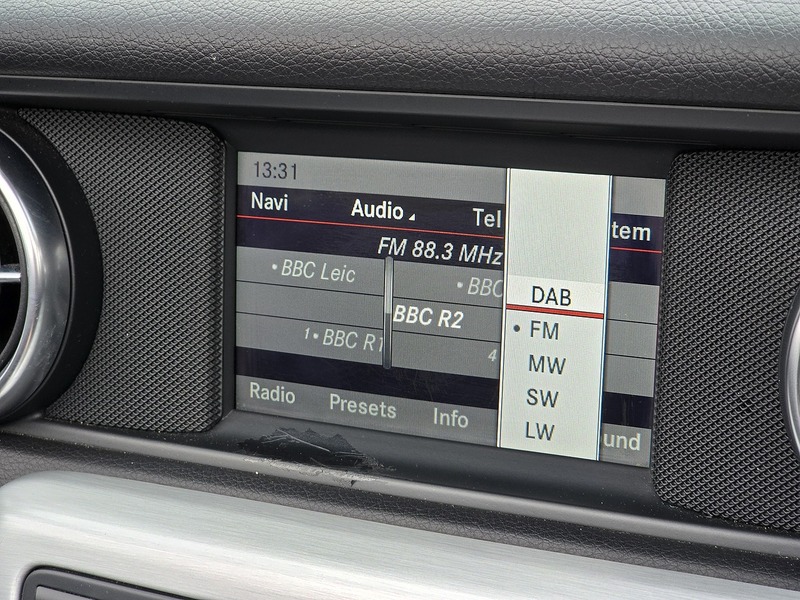 13:31
Navi Audio Tel tem
FM 88.3 MHz
• BBC Leic • BBC
BBC R2
1 • BBC R1 4
Radio Presets Info und
DAB
• FM
MW
SW
LW